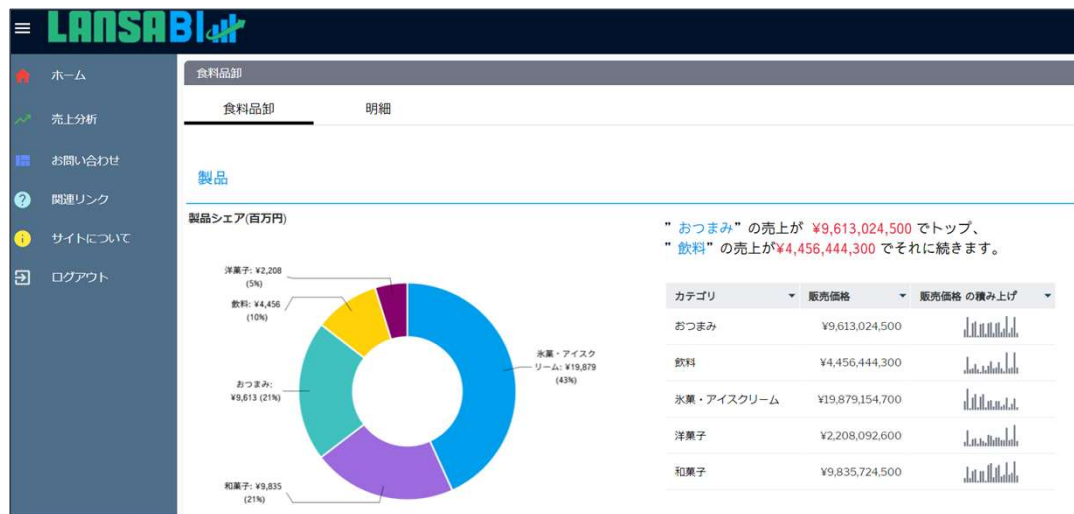 LANSA BI
ホーム
売上分析
お問い合わせ
関連リンク
サイトについて
ログアウト
食料品卸
食料品卸 明細
製品
製品シェア(百万円)
洋菓子: ¥2,208
(5%)
飲料: ¥4,456
(10%)
おつまみ:
¥9,613 (21%)
和菓子: ¥9,835
(21%)
氷菓・アイスク
リーム: ¥19,879
(43%)
”おつまみ”の売上が ¥9,613,024,500 でトップ、
”飲料”の売上が¥4,456,444,300 でそれに続きます。
カテゴリ 販売価格 販売価格 の積み上げ
おつまみ ¥9,613,024,500
飲料 ¥4,456,444,300
氷菓・アイスクリーム ¥19,879,154,700
洋菓子 ¥2,208,092,600
和菓子 ¥9,835,724,500